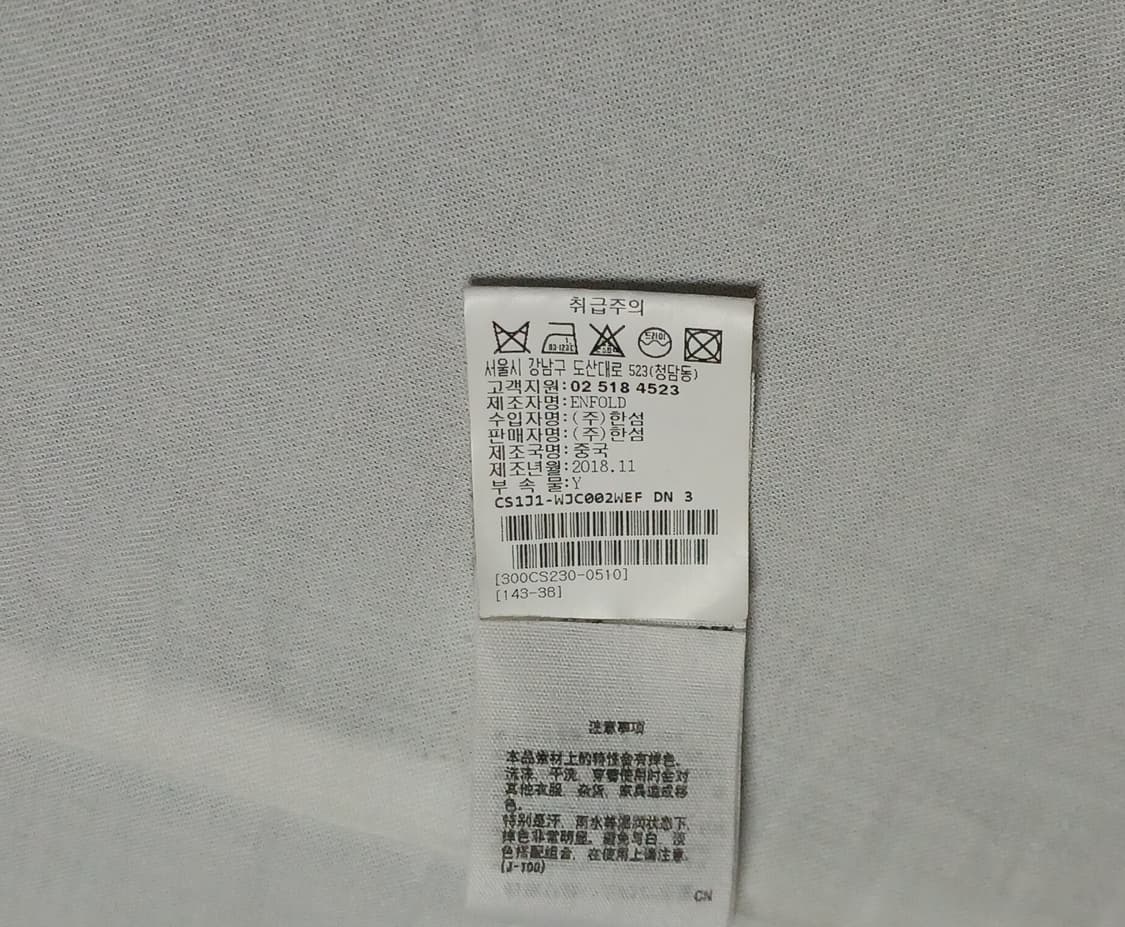 취급주의
드라이
서울시 강남구 도산대로 523(청담동)
고객지원:02 518 4523
제조자명:ENFOLD
수입자명:(주)한섬
판매자명:(주)한섬
제조국명:중국
제조년월:2018.11
부 속 물:Y
CS1J1-WJC002WEF DN 3
[300CS230-0510]
[143-38]
注意事项
本品素材上的特性会有掉色。
洗涤、干洗、穿着使用时会对
其他衣服、杂货、家具造成移
色。
特别是汗、雨水等湿润状态下,
掉色非常明显。避免与白、淡
色搭配组合，在使用上请注意。
(J-100)
CN